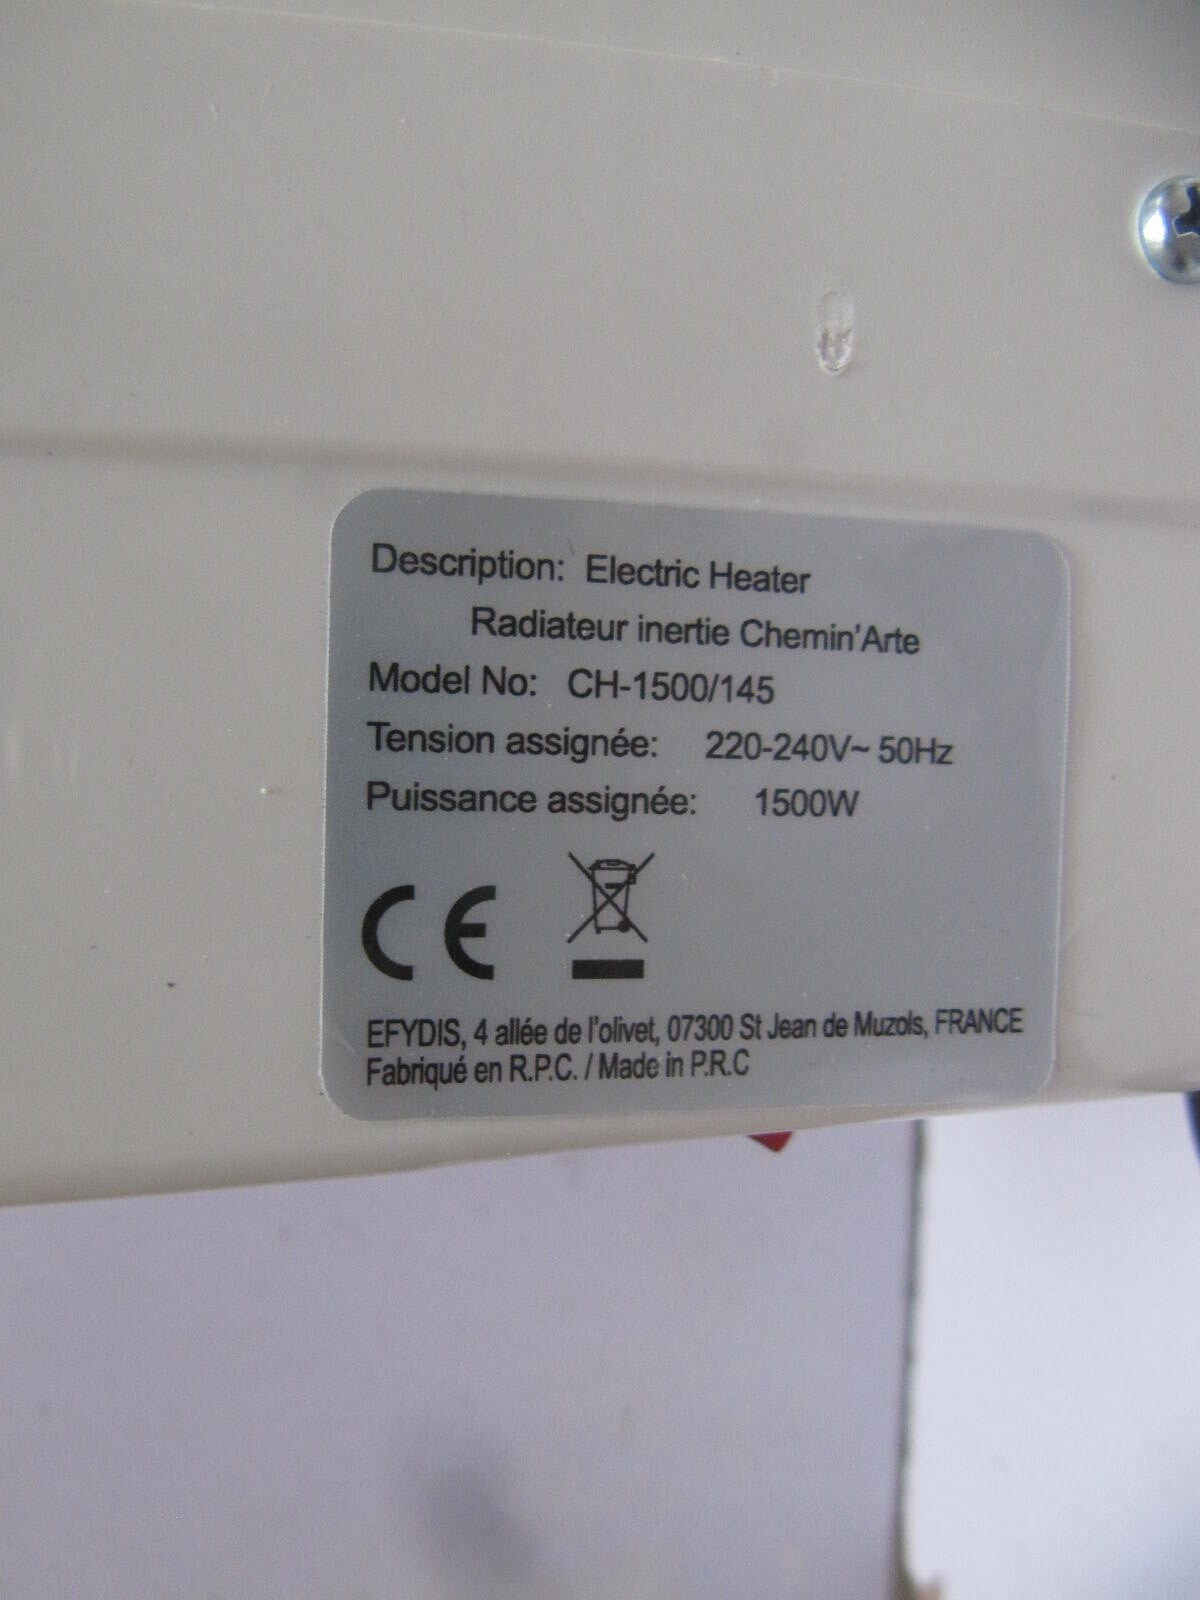 Description: Electric Heater
Radiateur inertie Chemin'Arte
Model No: CH-1500/145
Tension assignée: 220-240V~ 50Hz
Puissance assignée: 1500W
CE
EFYDIS, 4 allée de l'olivet, 07300 St Jean de Muzols, FRANCE
Fabriqué en R.P.C. / Made in P.R.C